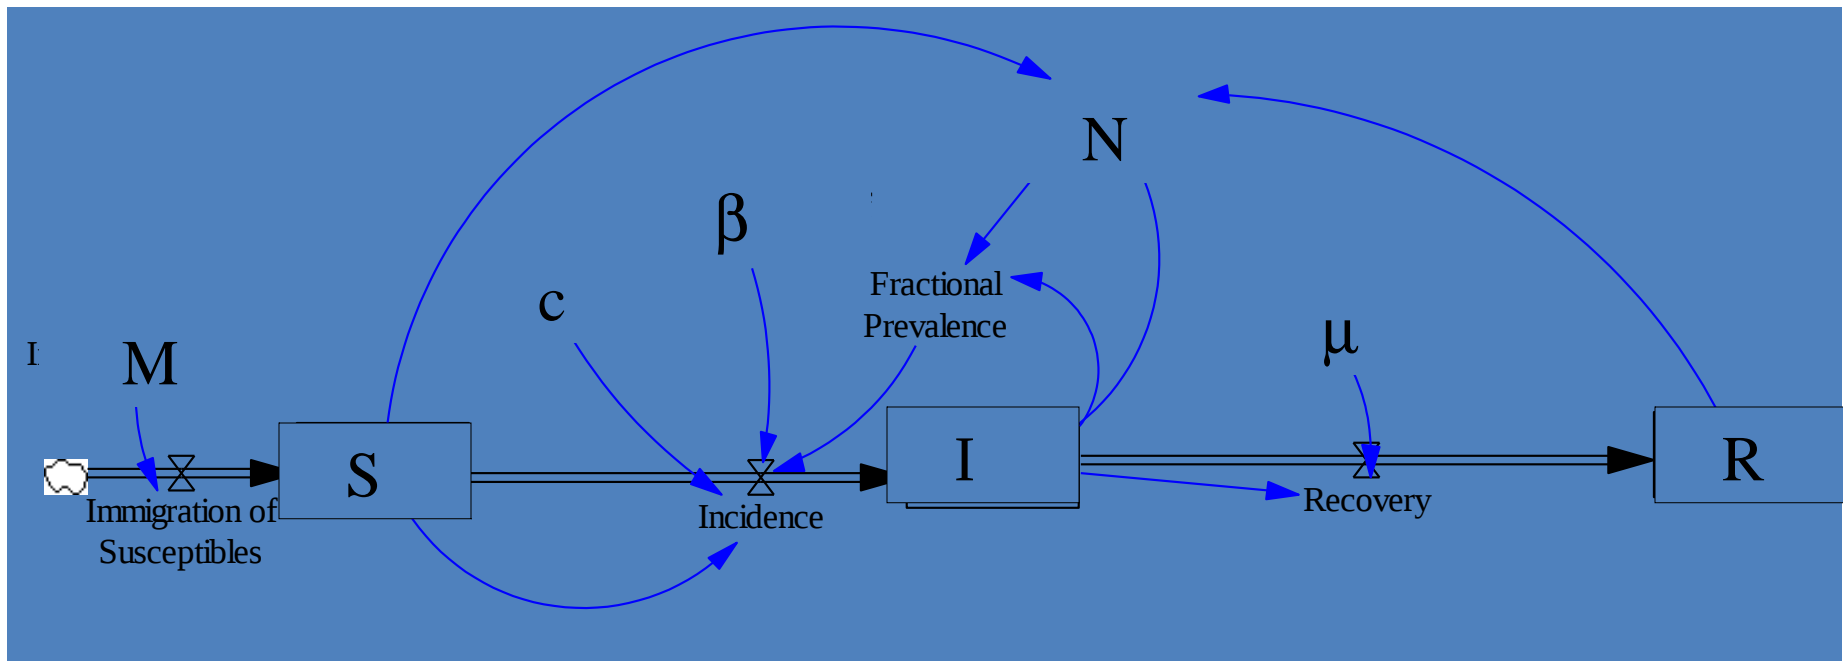 N
β
Fractional
Prevalence
c
μ
M
S
I
R
Immigration of
Susceptibles
Incidence
Recovery